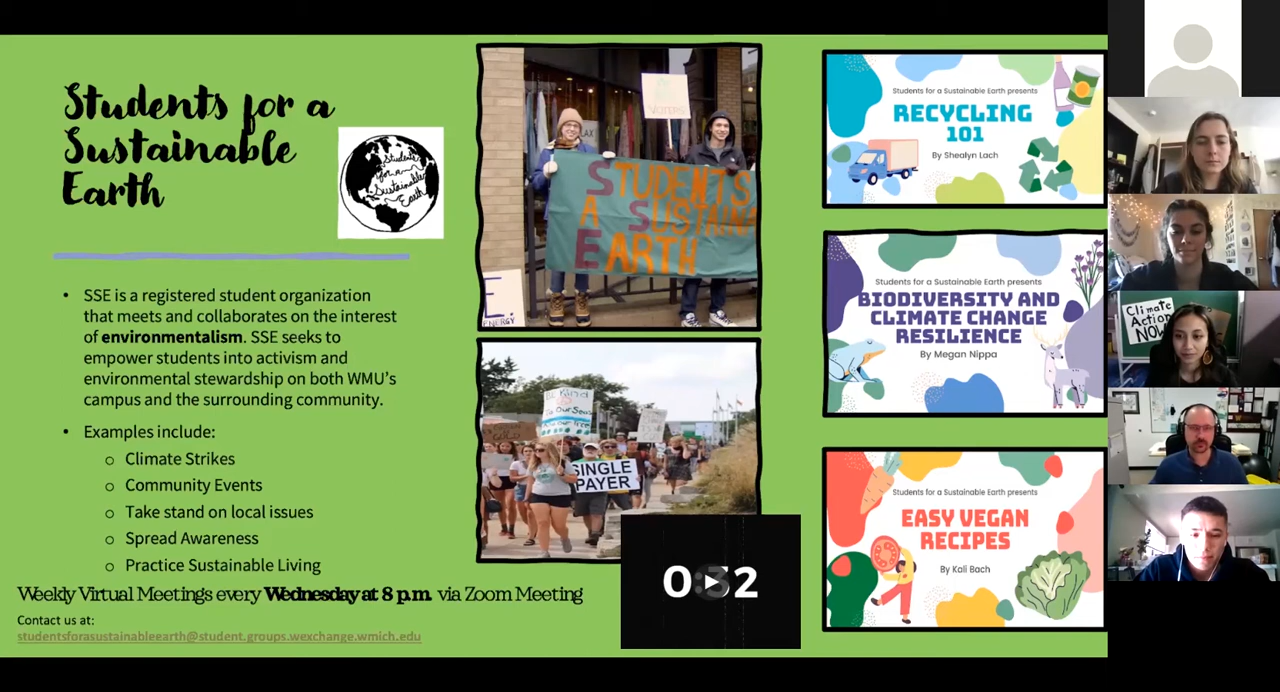 Students for a
Sustainable
Earth
Students
for a
Sustainable
Earth
• SSE is a registered student organization
that meets and collaborates on the interest
of environmentalism. SSE seeks to
empower students into activism and
environmental stewardship on both WMU's
campus and the surrounding community.
• Examples include:
o Climate Strikes
o Community Events
o Take stand on local issues
o Spread Awareness
o Practice Sustainable Living
Weekly Virtual Meetings every Wednesday at 8 p.m. via Zoom Meeting
Contact us at:
studentsforasustainableearth@student.groups.wexchange.wmich.edu
STUDENTS
A SUSTAINA
EARTH
E.
ENERGY
SINGLE
PAYER
Students for a Sustainable Earth presents
RECYCLING
101
By Shealyn Lach
Students for a Sustainable Earth presents
BIODIVERSITY AND
CLIMATE CHANGE
RESILIENCE
By Megan Nippa
Students for a Sustainable Earth presents
EASY VEGAN
RECIPES
By Kali Bach
Climate
Action
NOW